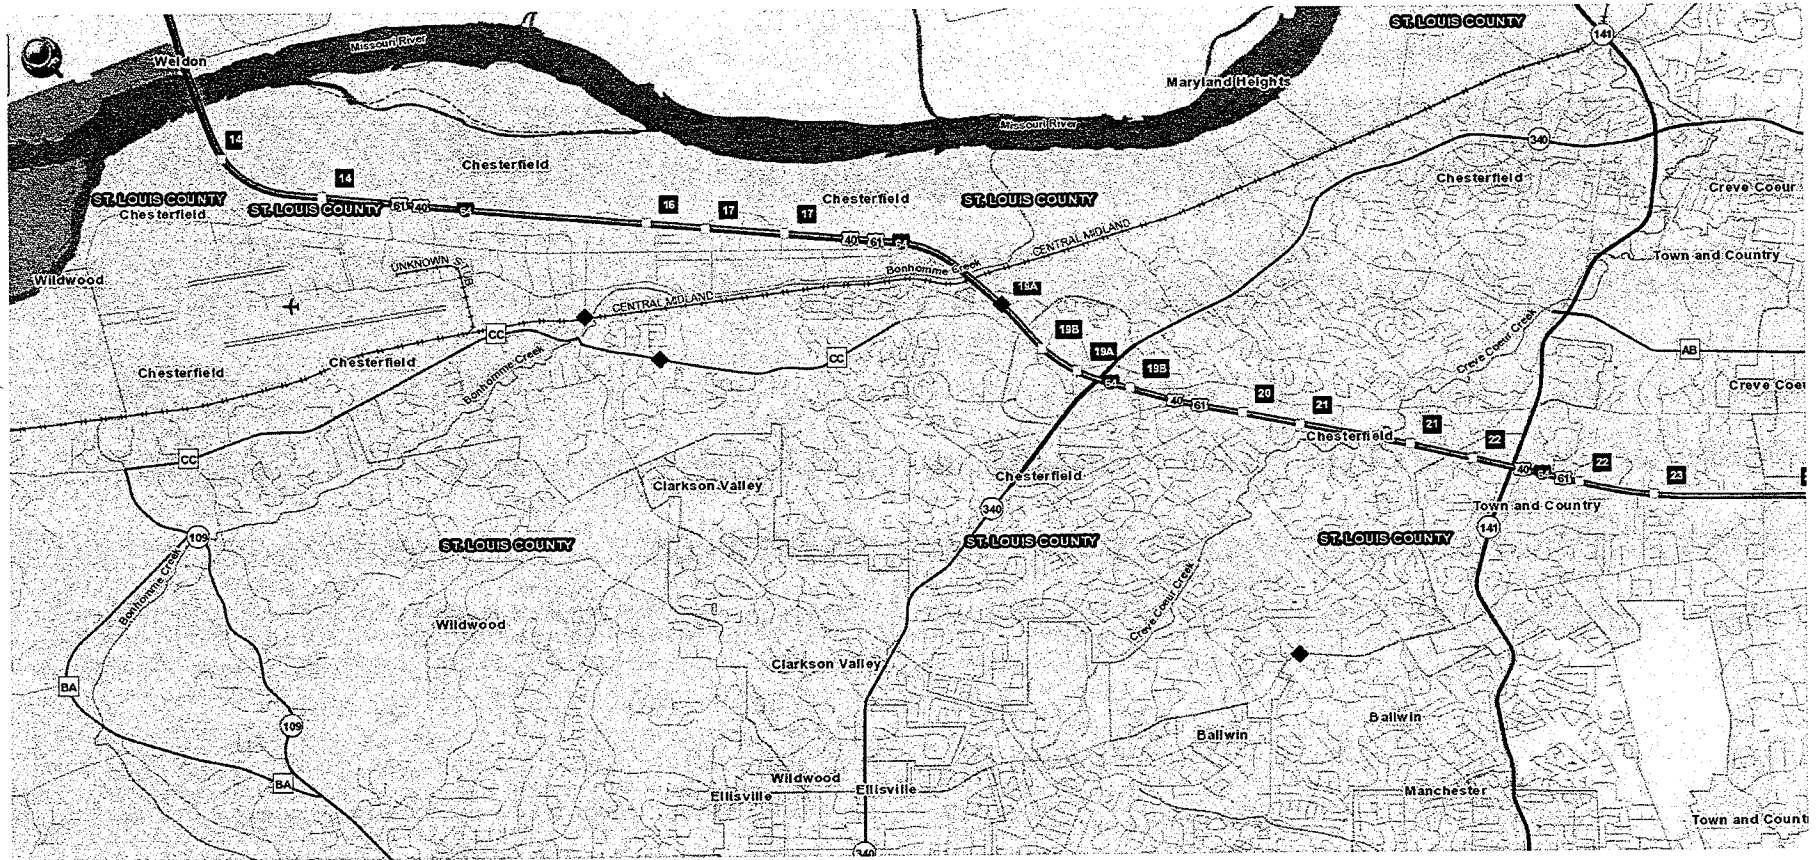 ST. LOUIS COUNTY
141
Missouri River
Weldon
Maryland Heights
Missouri River
14
340
Chesterfield
14
Chesterfield
Creve Coeur
ST. LOUIS COUNTY
Chesterfield
ST. LOUIS COUNTY
61
40
64
16
17
17
Chesterfield
ST. LOUIS COUNTY
40
61
64
CENTRAL MIDLAND
Town and Country
UNKNOWN STUB
Bonhomme Creek
Wildwood
19A
CENTRAL MIDLAND
CC
19B
Creve Coeur Creek
CC
19A
AB
Chesterfield
Chesterfield
Bonhomme Creek
19B
64
Creve Coeur
40
61
20
21
21
Chesterfield
22
CC
22
40
64
61
23
Clarkson Valley
Chesterfield
340
Town and Country
141
109
ST. LOUIS COUNTY
ST. LOUIS COUNTY
ST. LOUIS COUNTY
Bonhomme Creek
Creve Coeur Creek
Wildwood
Clarkson Valley
BA
109
Ballwin
Ballwin
BA
Wildwood
Ellisville
Ellisville
Manchester
Town and Count
340